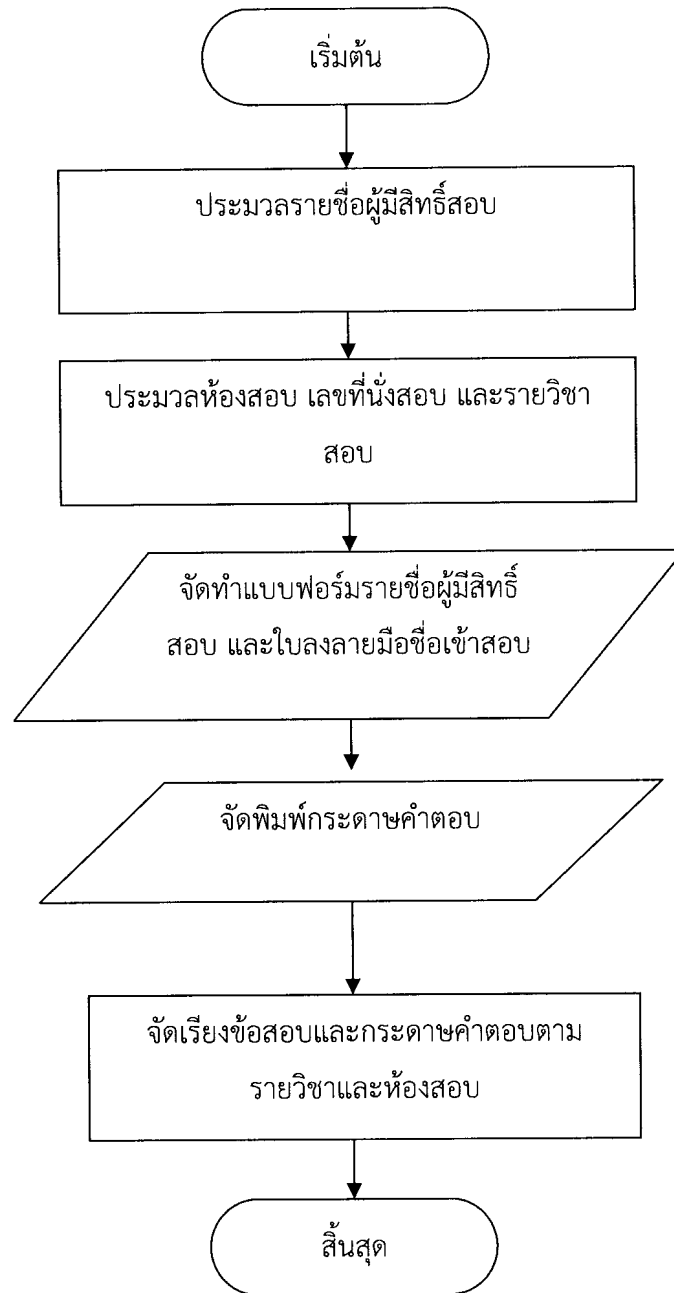 เริ่มต้น
ประมวลรายชื่อผู้มีสิทธิ์สอบ
ประมวลห้องสอบ เลขที่นั่งสอบ และรายวิชา
สอบ
จัดทำแบบฟอร์มรายชื่อผู้มีสิทธิ์
สอบ และใบลงลายมือชื่อเข้าสอบ
จัดพิมพ์กระดาษคำตอบ
จัดเรียงข้อสอบและกระดาษคำตอบตาม
รายวิชาและห้องสอบ
สิ้นสุด